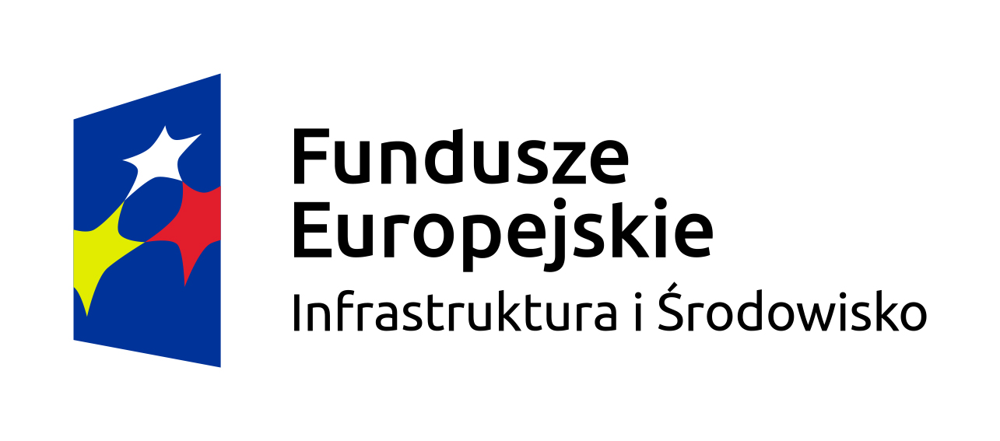 Fundusze
Europejskie
Infrastruktura i Środowisko